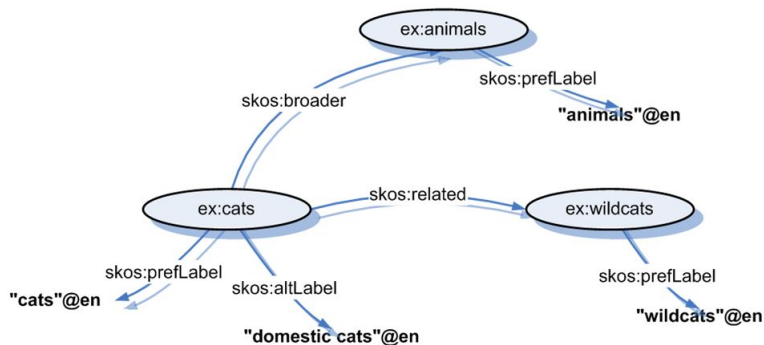 ex:animals
skos:prefLabel
skos:broader
"animals"@en
skos:related
ex:cats
ex:wildcats
skos:prefLabel
skos:prefLabel
skos:altLabel
"cats"@en
"wildcats"@en
"domestic cats"@en